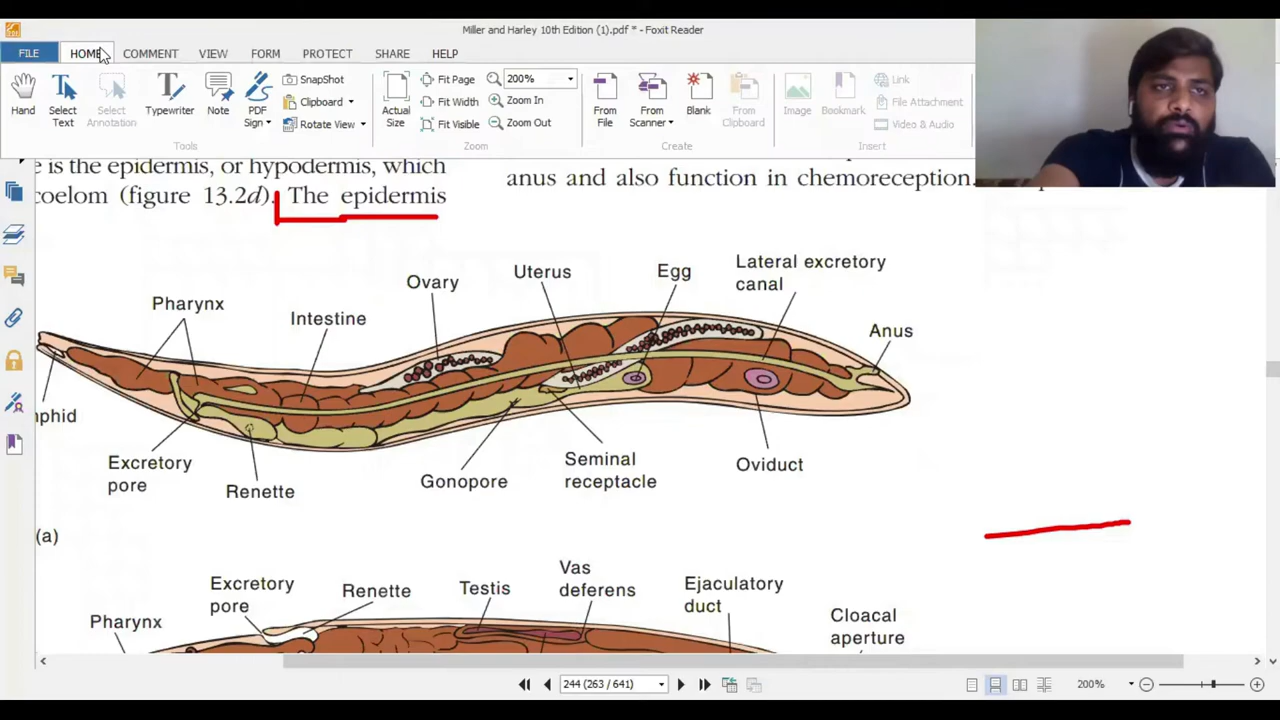 Miller and Harley 10th Edition (1).pdf * - Foxit Reader
FILE HOME COMMENT VIEW FORM PROTECT SHARE HELP
Hand
Select Text
Select Annotation
Typewriter
Note
PDF Sign
SnapShot
Clipboard
Rotate View
Tools
Actual Size
Fit Page
Fit Width
Fit Visible
200%
Zoom In
Zoom Out
Zoom
From File
From Scanner
Blank
From Clipboard
Create
Image
Bookmark
Link
File Attachment
Video & Audio
Insert
e is the epidermis, or hypodermis, which
coelom (figure 13.2d). The epidermis
anus and also function in chemoreception.
Pharynx
Intestine
Ovary
Uterus
Egg
Lateral excretory
canal
Anus
nphid
Excretory
pore
Renette
Gonopore
Seminal
receptacle
Oviduct
(a)
Pharynx
Excretory
pore
Renette
Testis
Vas
deferens
Ejaculatory
duct
Cloacal
aperture
244 (263 / 641)
200%